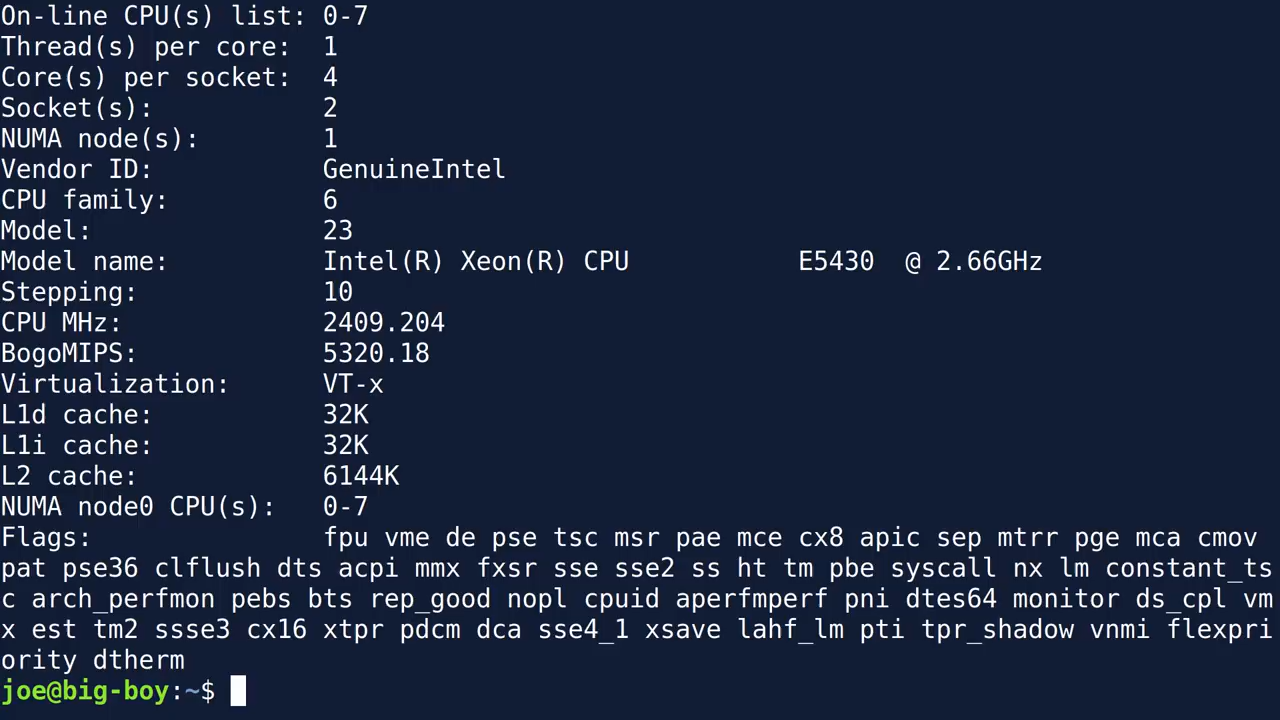 On-line CPU(s) list: 0-7
Thread(s) per core:  1
Core(s) per socket:  4
Socket(s):           2
NUMA node(s):        1
Vendor ID:           GenuineIntel
CPU family:          6
Model:               23
Model name:          Intel(R) Xeon(R) CPU           E5430  @ 2.66GHz
Stepping:            10
CPU MHz:             2409.204
BogoMIPS:            5320.18
Virtualization:      VT-x
L1d cache:           32K
L1i cache:           32K
L2 cache:            6144K
NUMA node0 CPU(s):   0-7
Flags:               fpu vme de pse tsc msr pae mce cx8 apic sep mtrr pge mca cmov
pat pse36 clflush dts acpi mmx fxsr sse sse2 ss ht tm pbe syscall nx lm constant_ts
c arch_perfmon pebs bts rep_good nopl cpuid aperfmperf pni dtes64 monitor ds_cpl vm
x est tm2 ssse3 cx16 xtpr pdcm dca sse4_1 xsave lahf_lm pti tpr_shadow vnmi flexpri
ority dtherm
joe@big-boy:~$